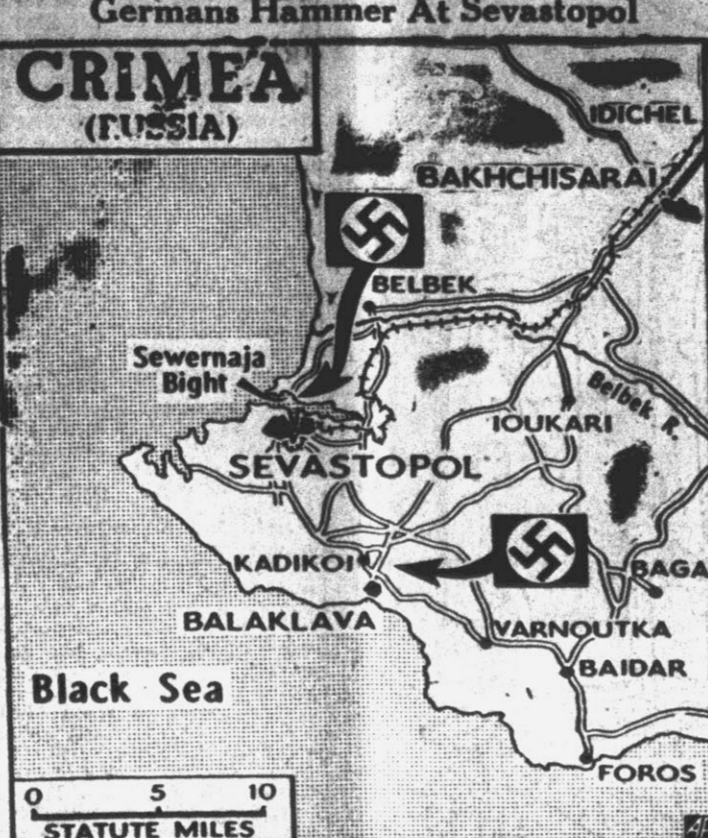 Germans Hammer At Sevastopol
CRIMEA
(RUSSIA)
IDICHEL
BAKHCHISARAI
BELBEK
Sewernaja
Bight
Belbek R.
IOUKARI
SEVASTOPOL
KADIKOI
BAGA
BALAKLAVA
VARNOUTKA
BAIDAR
Black Sea
FOROS
0 5 10
STATUTE MILES